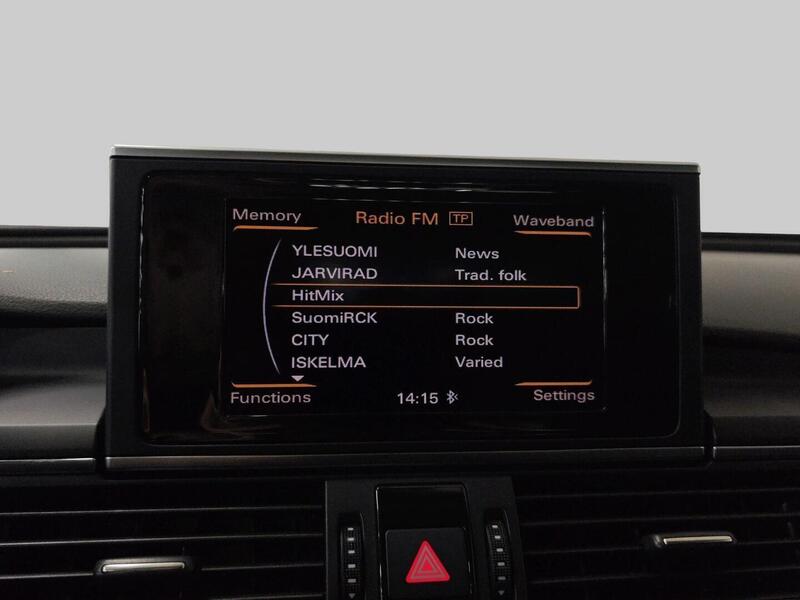 Memory Radio FM TP Waveband
YLESUOMI News
JARVIRAD Trad. folk
HitMix
SuomiRCK Rock
CITY Rock
ISKELMA Varied
Functions 14:15 Settings